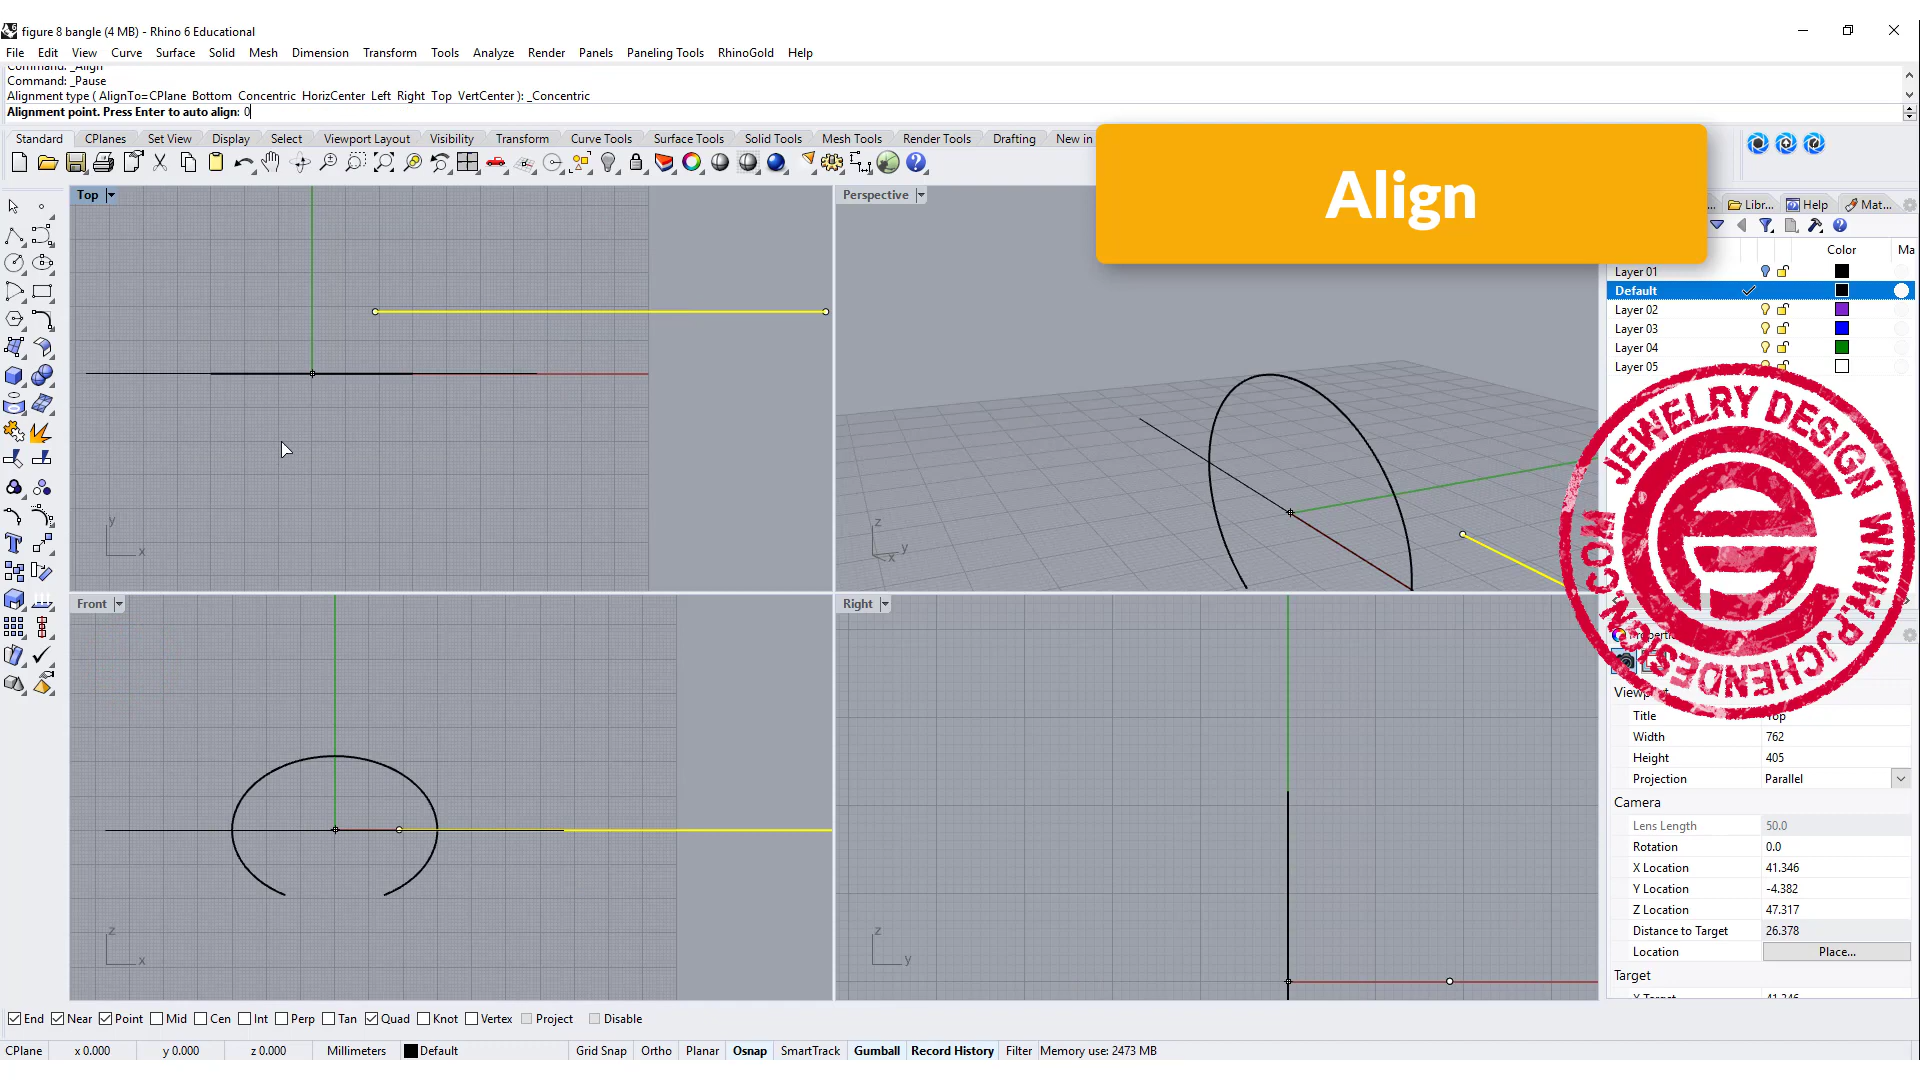 figure 8 bangle (4 MB) - Rhino 6 Educational
File Edit View Curve Surface Solid Mesh Dimension Transform Tools Analyze Render Panels Paneling Tools RhinoGold Help
Command: _Align
Command: _Pause
Alignment type ( AlignTo=CPlane Bottom Concentric HorizCenter Left Right Top VertCenter ): _Concentric
Alignment point. Press Enter to auto align: 0
Standard CPlanes Set View Display Select Viewport Layout Visibility Transform Curve Tools Surface Tools Solid Tools Mesh Tools Render Tools Drafting New in
Align
Top
Perspective
... Libr... Help Mat...
Color Ma
Layer 01
Default
Layer 02
Layer 03
Layer 04
Layer 05
y
x
z
y
x
JEWELRY DESIGN WWW.PJCHENDESIGN.COM
Front
Right
z
x
z
y
Title Top
Width 762
Height 405
Projection Parallel
Camera
Lens Length 50.0
Rotation 0.0
X Location 41.346
Y Location -4.382
Z Location 47.317
Distance to Target 26.378
Location Place...
Target
X Target 41.346
End Near Point Mid Cen Int Perp Tan Quad Knot Vertex Project Disable
CPlane x 0.000 y 0.000 z 0.000 Millimeters Default Grid Snap Ortho Planar Osnap SmartTrack Gumball Record History Filter Memory use: 2473 MB